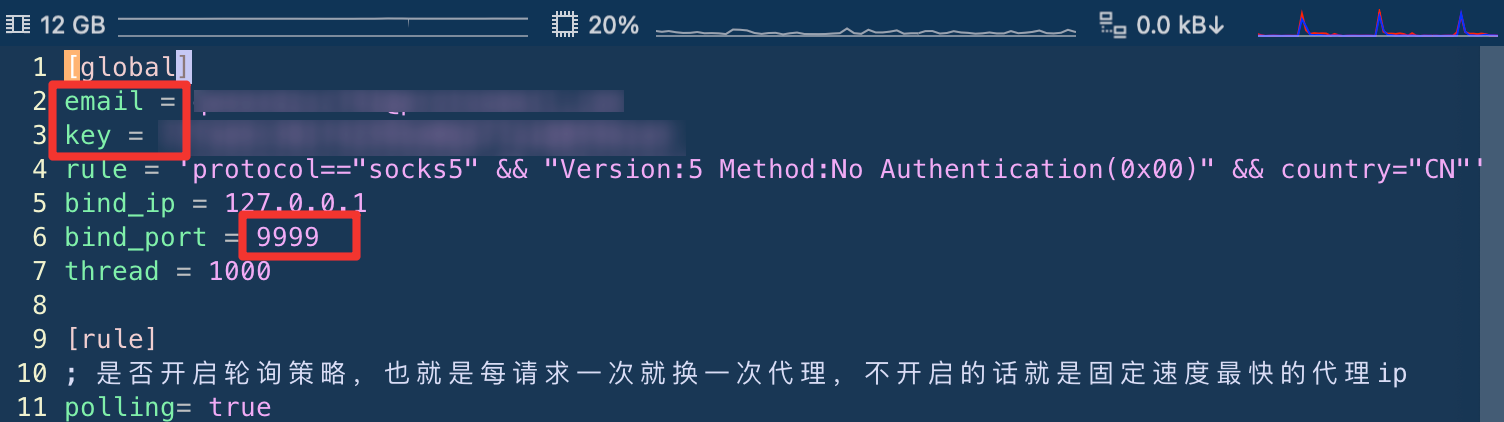 12 GB 20% 0.0 kB↓
1 [global]
2 email =
3 key =
4 rule = 'protocol=="socks5" && "Version:5 Method:No Authentication(0x00)" && country="CN"'
5 bind_ip = 127.0.0.1
6 bind_port = 9999
7 thread = 1000
8
9 [rule]
10 ; 是否开启轮询策略，也就是每请求一次就换一次代理，不开启的话就是固定速度最快的代理ip
11 polling= true